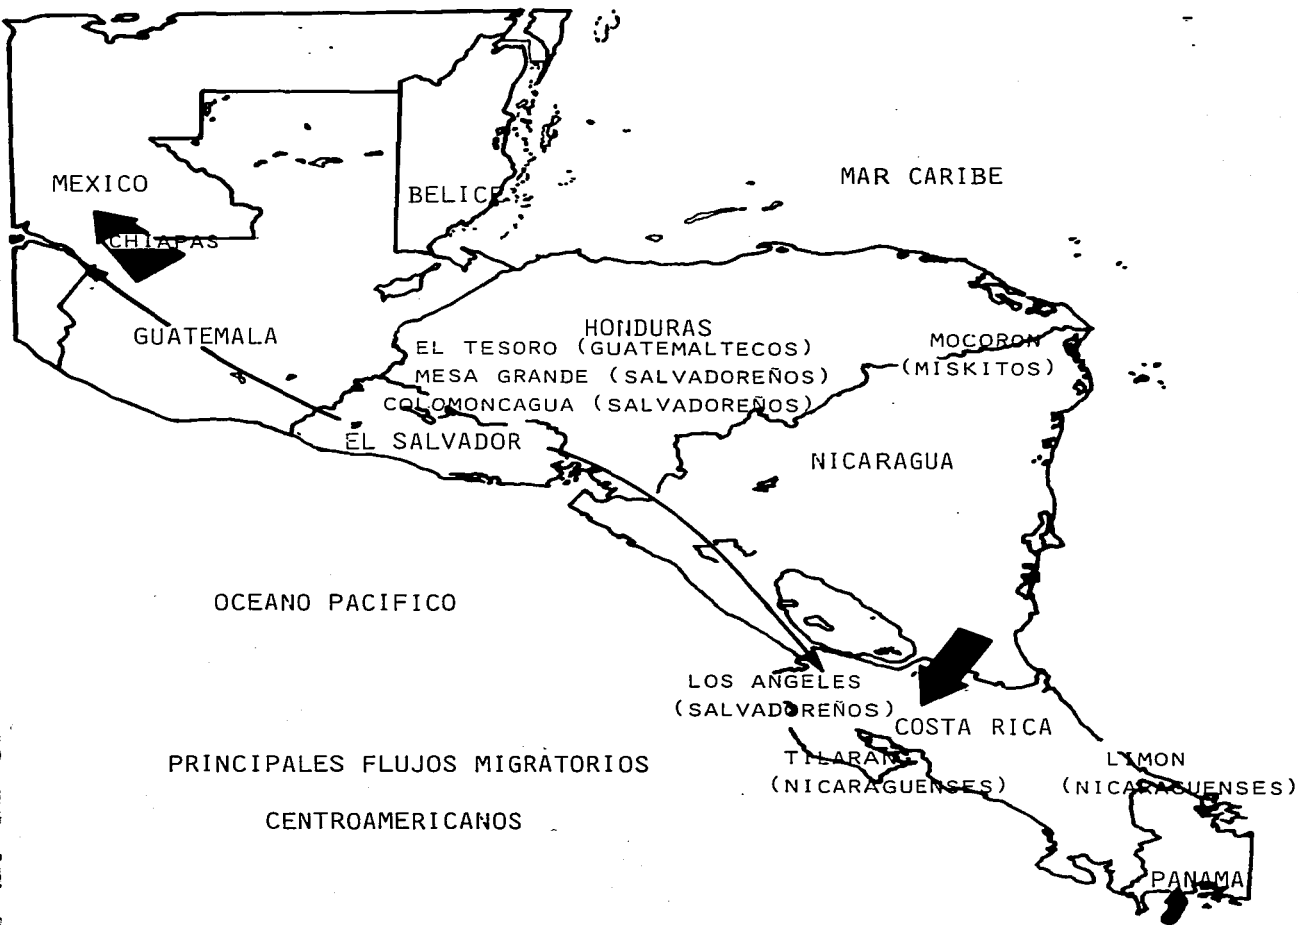 MAR CARIBE
MEXICO
BELICE
CHIAPAS
GUATEMALA
HONDURAS
EL TESORO (GUATEMALTECOS)
MESA GRANDE (SALVADOREÑOS)
COLOMONCAGUA (SALVADOREÑOS)
MOCORON
(MISKITOS)
EL SALVADOR
NICARAGUA
OCEANO PACIFICO
LOS ANGELES
(SALVADOREÑOS)
COSTA RICA
TILARAN
(NICARAGUENSES)
LIMON
(NICARAGUENSES)
PRINCIPALES FLUJOS MIGRATORIOS
CENTROAMERICANOS
PANAMA